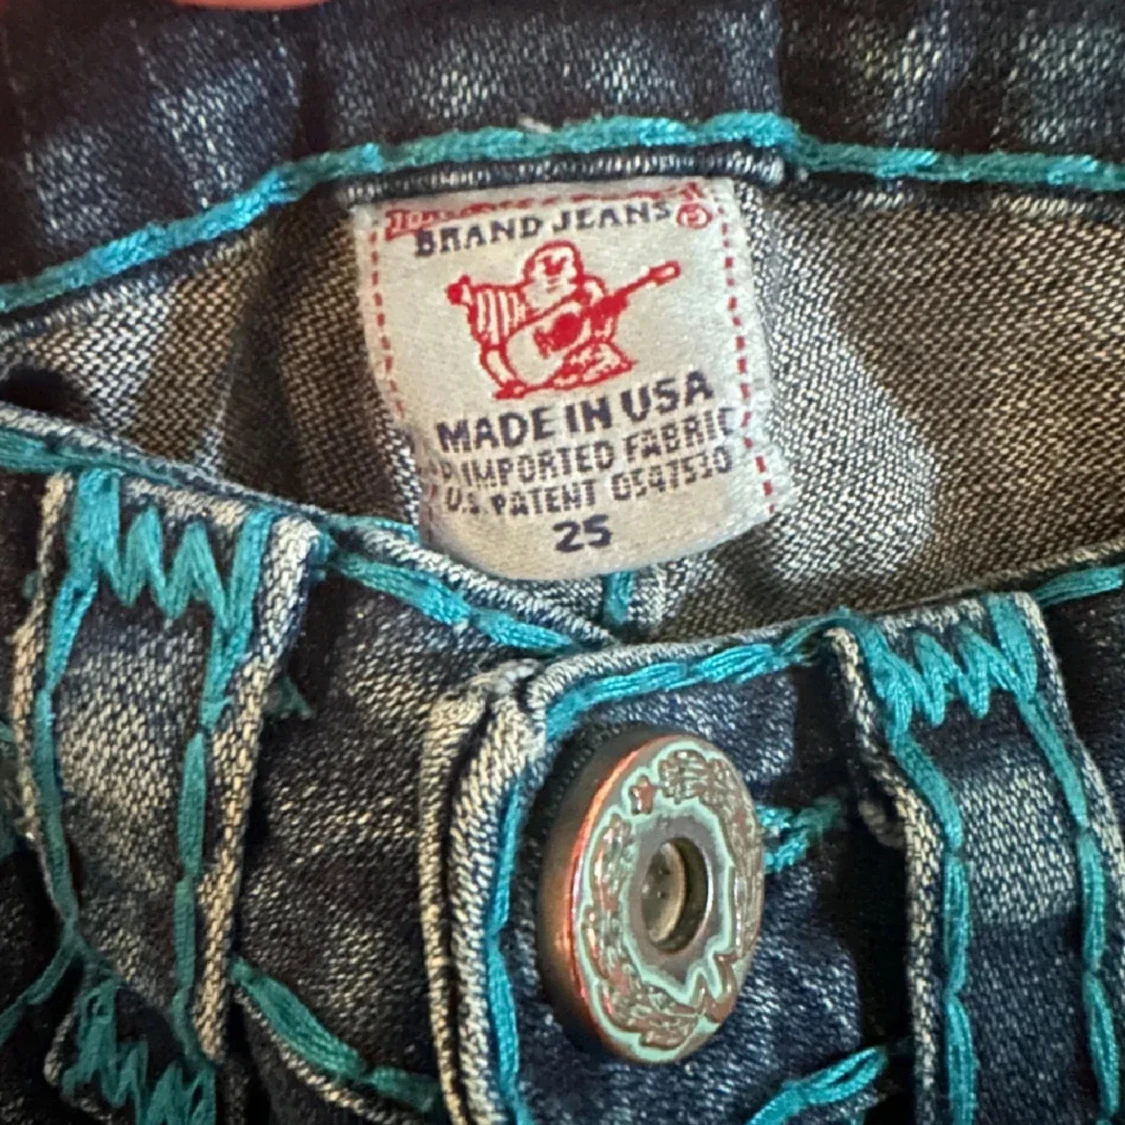 BRAND JEANS®
MADE IN USA
IMPORTED FABRIC
U.S. PATENT 0547530
25